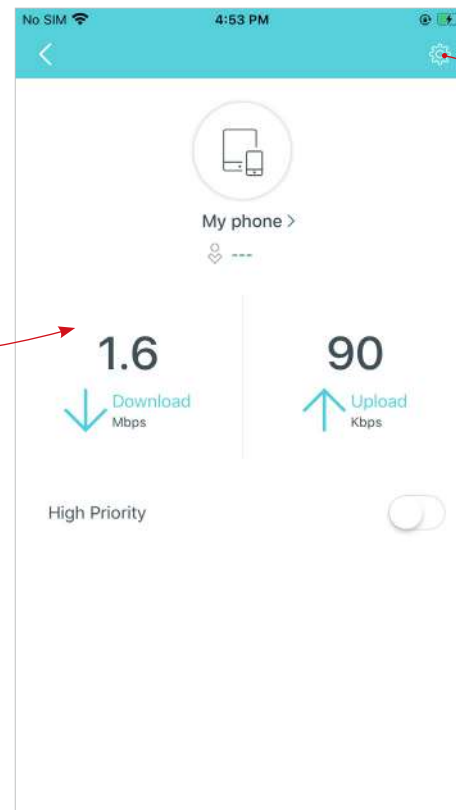 No SIM 4:53 PM
My phone >
---
1.6 90
Download Upload
Mbps Kbps
High Priority